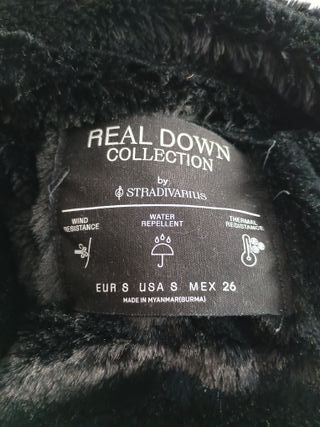 REAL DOWN
COLLECTION
by
STRADIVARIUS
WIND
RESISTANCE
WATER
REPELLENT
THERMAL
RESISTANCE
EUR S USA S MEX 26
MADE IN MYANMAR(BURMA)